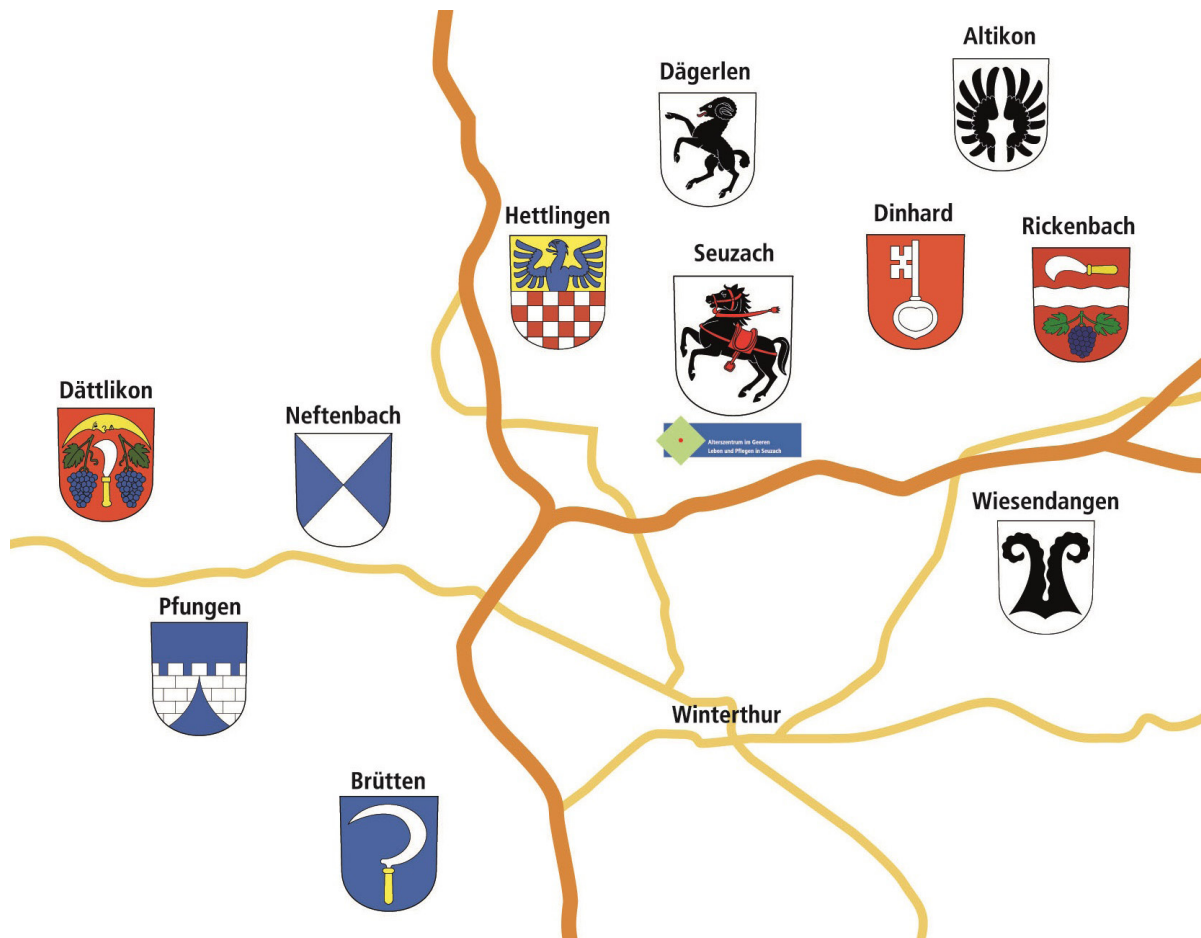 Altikon
Dägerlen
Hettlingen
Dinhard
Rickenbach
Seuzach
Dättlikon
Neftenbach
Alterszentrum im Geeren
Leben und Pflegen in Seuzach
Wiesendangen
Pfungen
Winterthur
Brütten